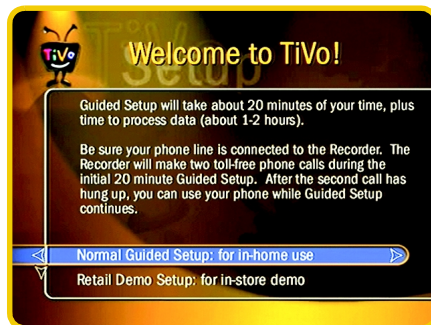 TiVo
Setup
Welcome to TiVo!
Guided Setup will take about 20 minutes of your time, plus
time to process data (about 1-2 hours).
Be sure your phone line is connected to the Recorder. The
Recorder will make two toll-free phone calls during the
initial 20 minute Guided Setup. After the second call has
hung up, you can use your phone while Guided Setup
continues.
Normal Guided Setup: for in-home use
Retail Demo Setup: for in-store demo